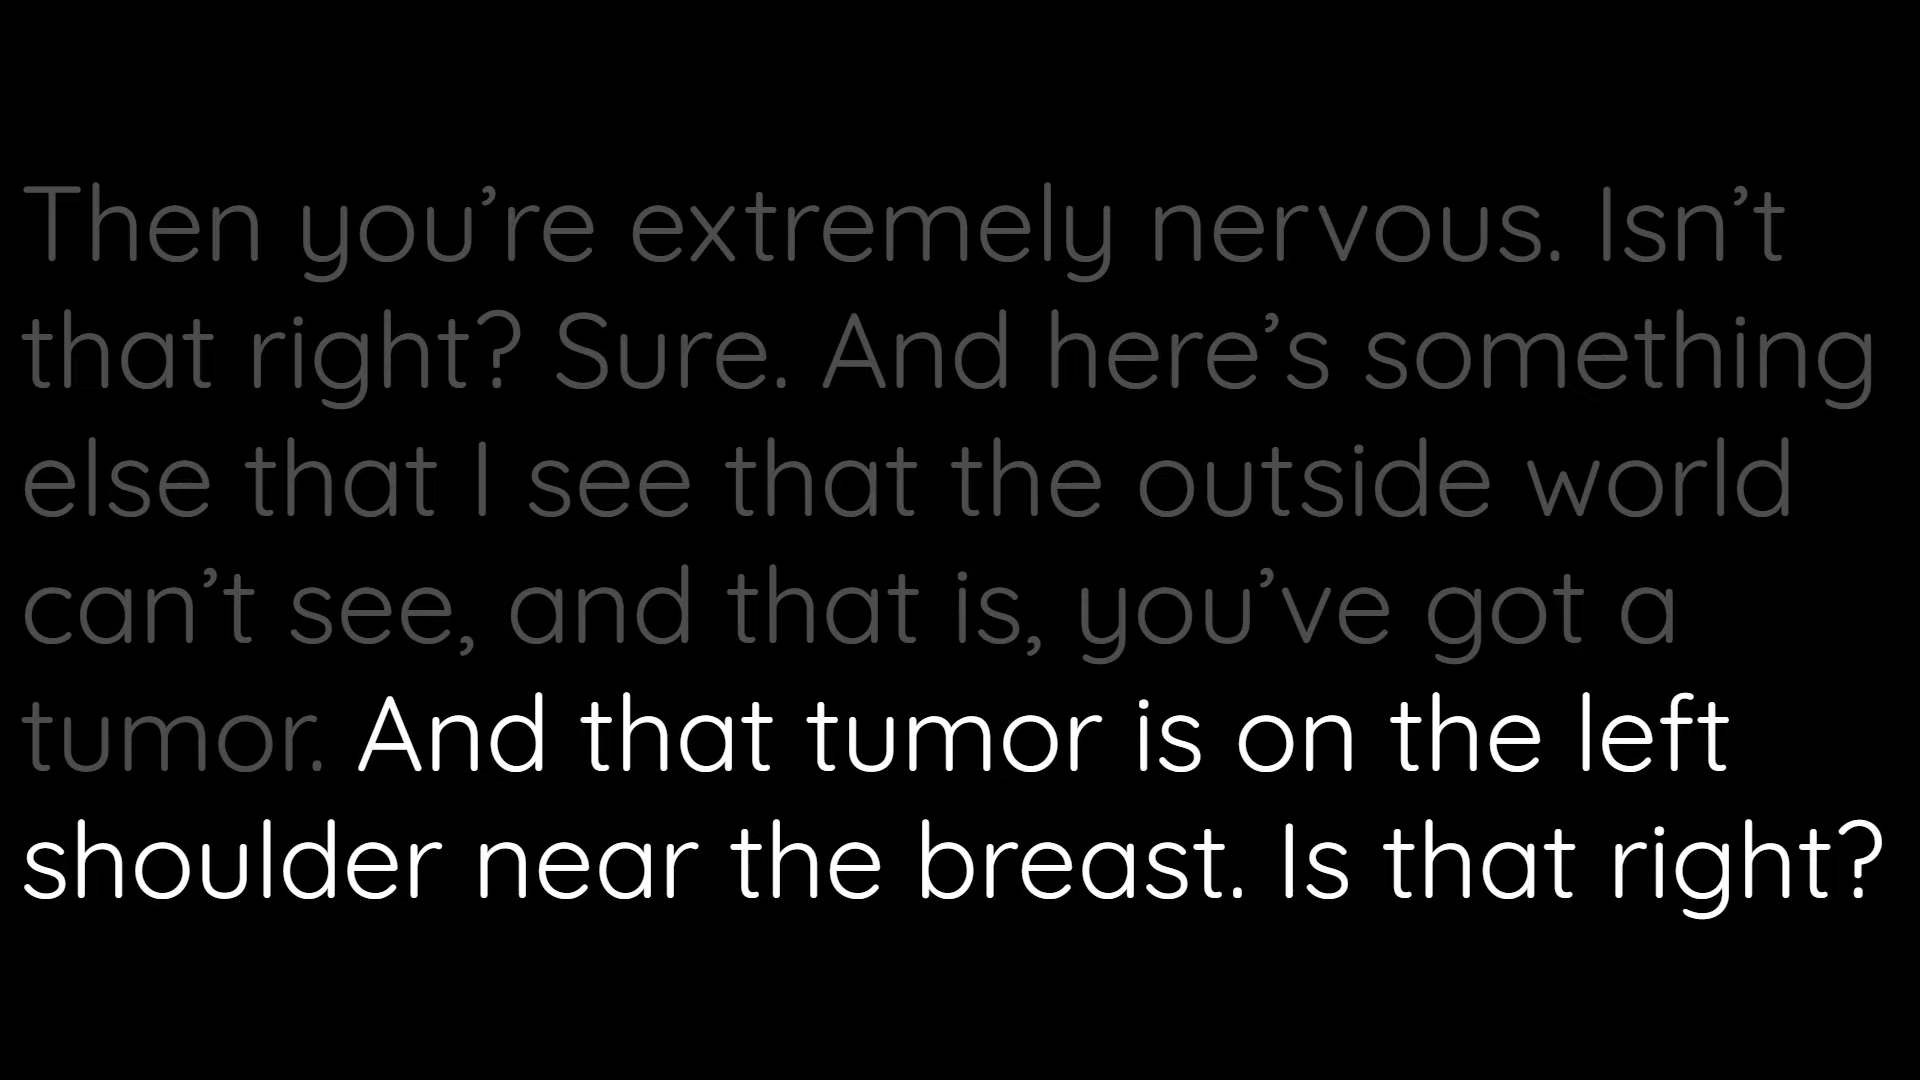 Then you’re extremely nervous. Isn’t
that right? Sure. And here’s something
else that I see that the outside world
can’t see, and that is, you’ve got a
tumor. And that tumor is on the left
shoulder near the breast. Is that right?